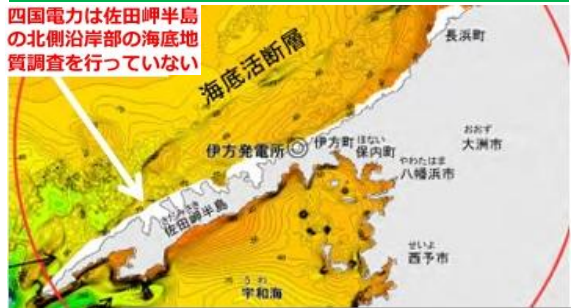 四国電力は佐田岬半島
の北側沿岸部の海底地
質調査を行っていない
海底活断層
長浜町
伊方発電所
伊方町
ほない
保内町
おおず
大洲市
やわたはま
八幡浜市
さだみさき
佐田岬半島
せいよ
西予市
うわ
宇和海